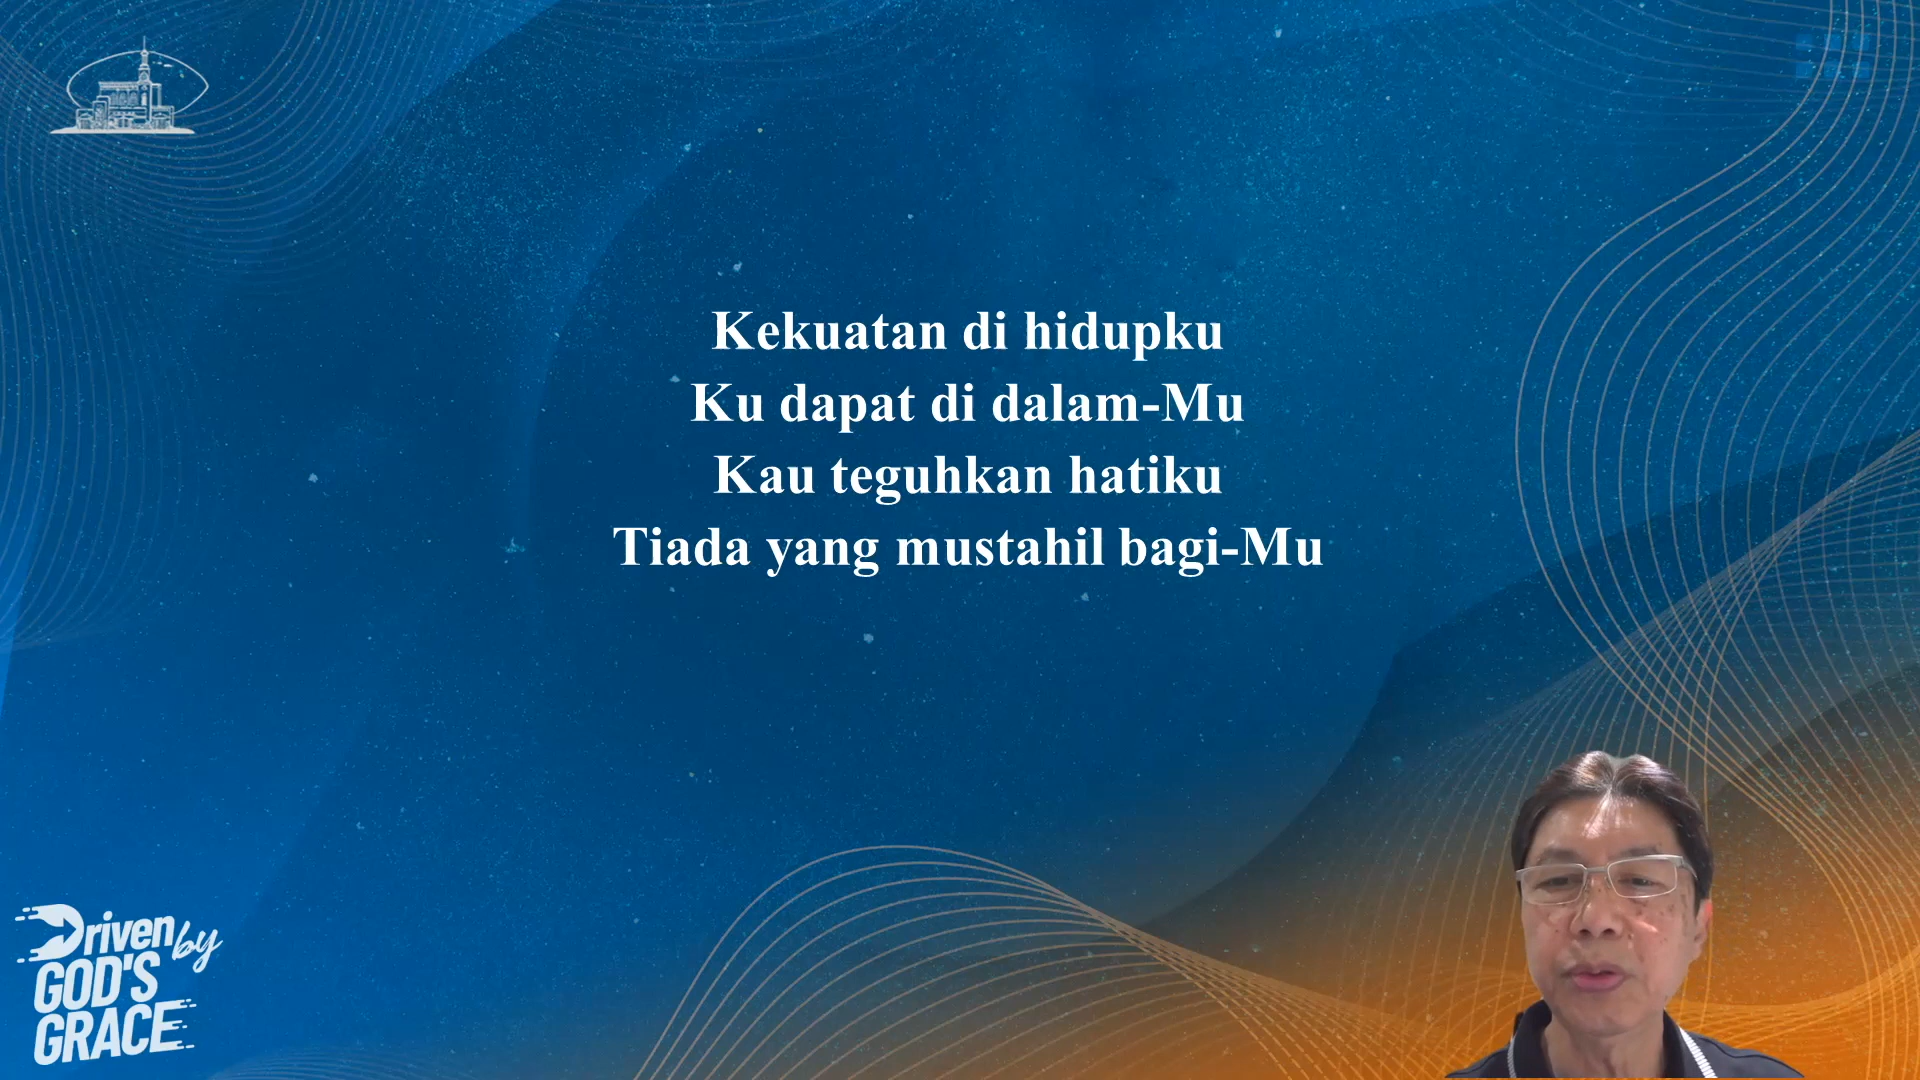 Kekuatan di hidupku
Ku dapat di dalam-Mu
Kau teguhkan hatiku
Tiada yang mustahil bagi-Mu
Driven by
GOD'S
GRACE